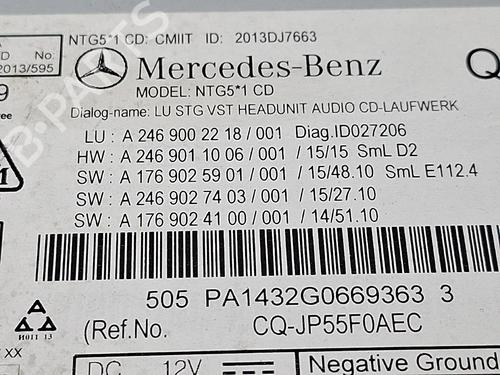 NTG5*1 CD: CMIIT ID: 2013DJ7663
No:
2013/595
Mercedes-Benz
MODEL: NTG5*1 CD
Dialog-name: LU STG VST HEADUNIT AUDIO CD-LAUFWERK
LU : A 246 900 22 18 / 001 Diag.ID027206
HW : A 246 901 10 06 / 001 / 15/15 SmL D2
SW : A 176 902 59 01 / 001 / 15/48.10 SmL E112.4
SW : A 246 902 74 03 / 001 / 15/27.10
SW : A 176 902 41 00 / 001 / 14/51.10
505 PA1432G0669363 3
(Ref.No. CQ-JP55F0AEC
И011 13
XX
DC 12V
Negative Ground